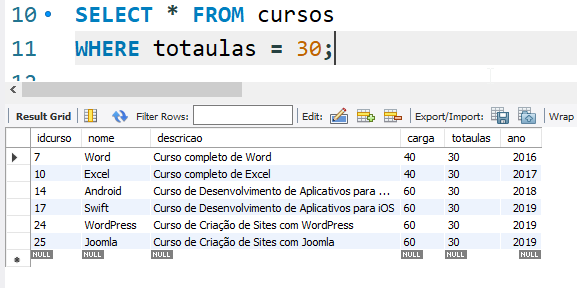 10 SELECT * FROM cursos
11 WHERE totaulas = 30;
Result Grid Filter Rows: Edit: Export/Import: Wrap
idcurso nome descricao carga totaulas ano
7 Word Curso completo de Word 40 30 2016
10 Excel Curso completo de Excel 40 30 2017
14 Android Curso de Desenvolvimento de Aplicativos para ... 60 30 2018
17 Swift Curso de Desenvolvimento de Aplicativos para iOS 60 30 2019
24 WordPress Curso de Criação de Sites com WordPress 60 30 2019
25 Joomla Curso de Criação de Sites com Joomla 60 30 2019
NULL NULL NULL NULL NULL NULL